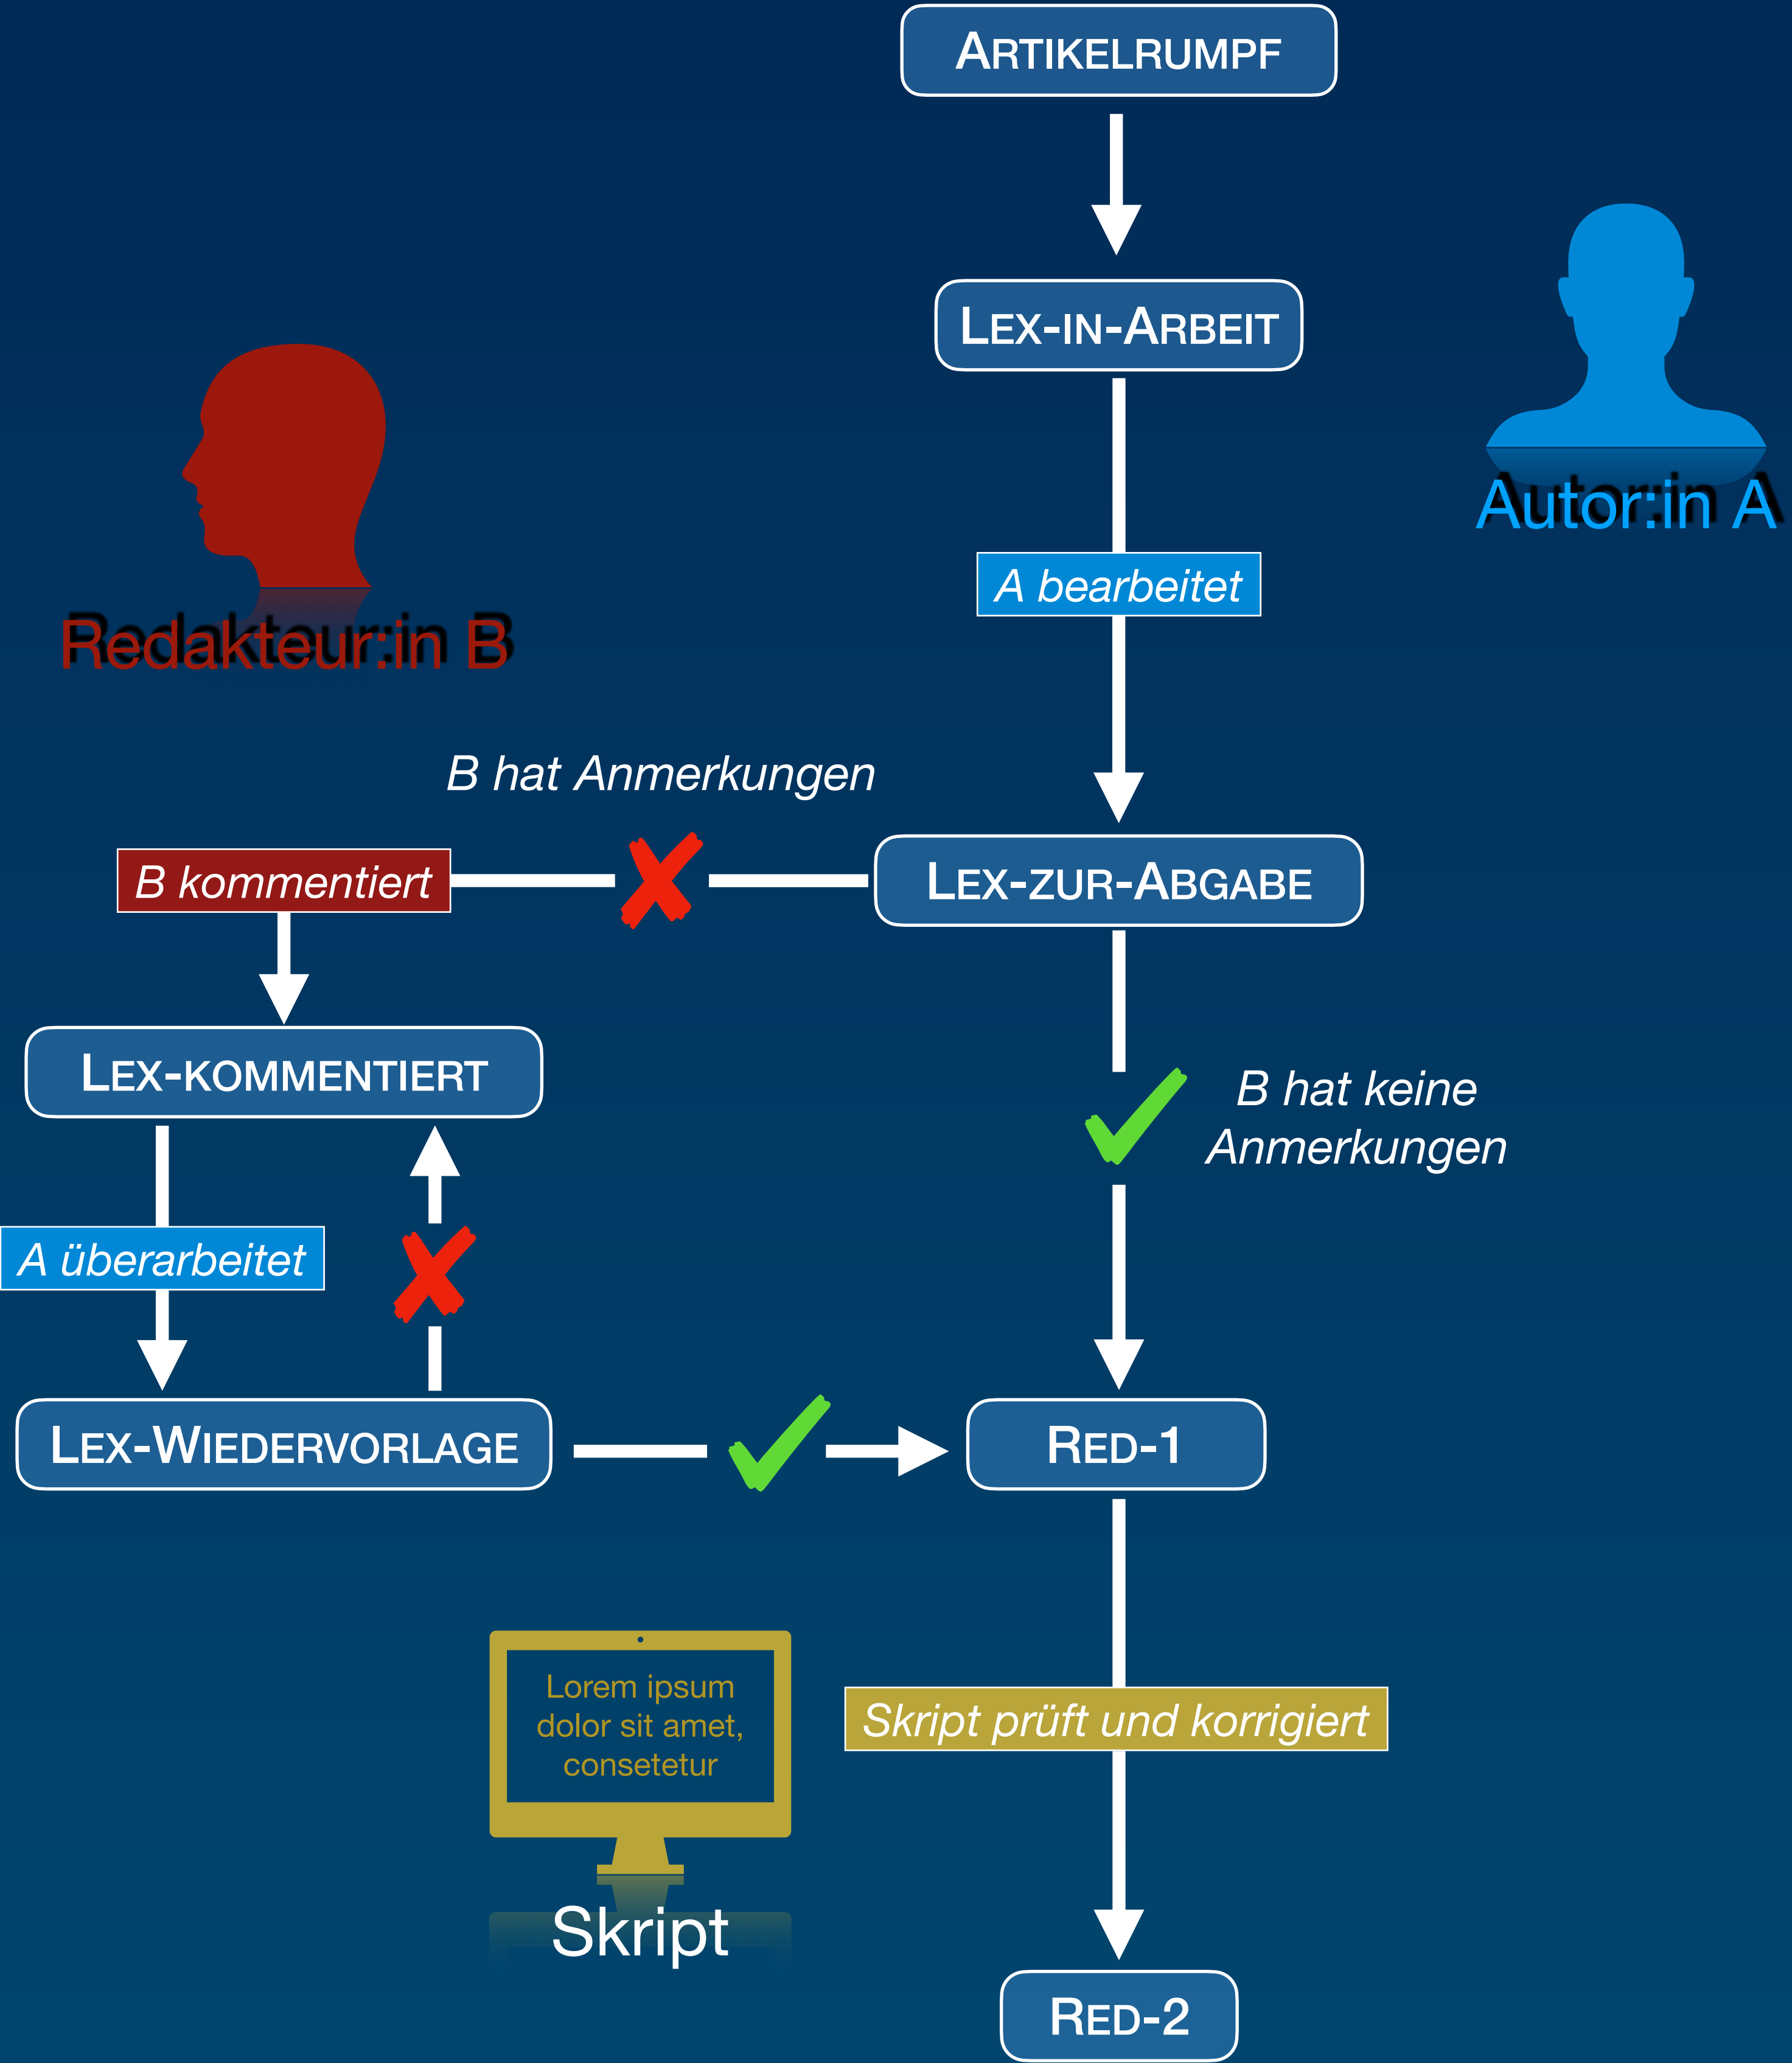 Artikelrumpf
Lex-in-Arbeit
Autor:in A
A bearbeitet
Redakteur:in B
B hat Anmerkungen
B kommentiert
Lex-zur-Abgabe
Lex-kommentiert
B hat keine
Anmerkungen
A überarbeitet
Lex-Wiedervorlage
Red-1
Lorem ipsum
dolor sit amet,
consetetur
Skript prüft und korrigiert
Skript
Red-2